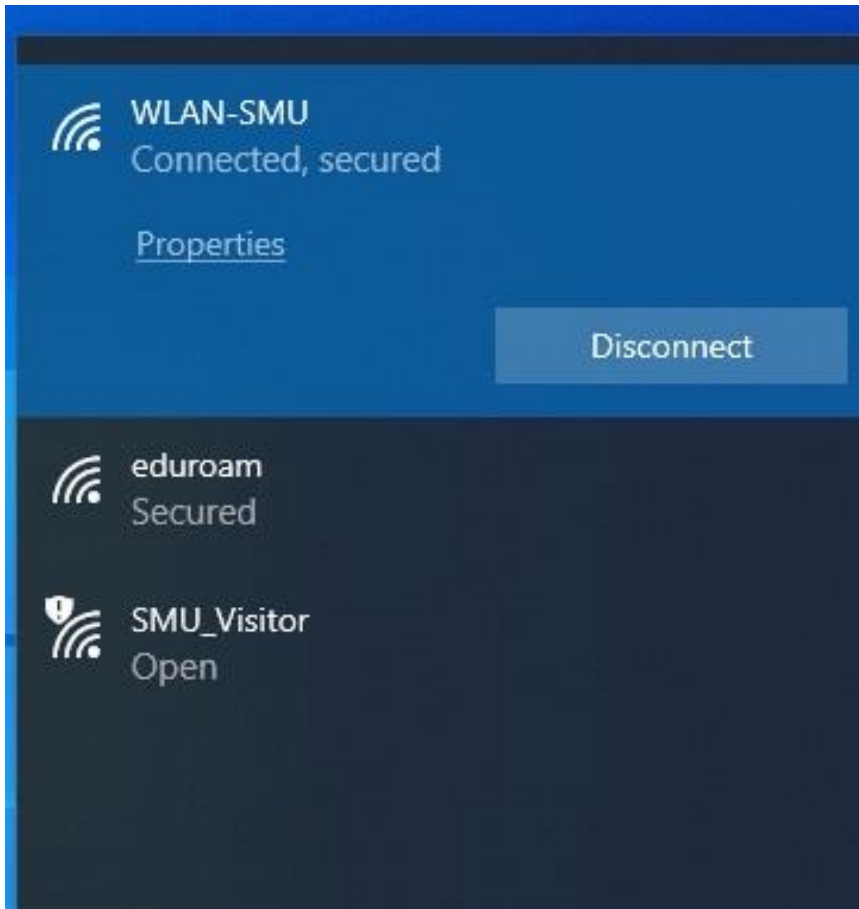 WLAN-SMU
Connected, secured
Properties
Disconnect
eduroam
Secured
SMU_Visitor
Open